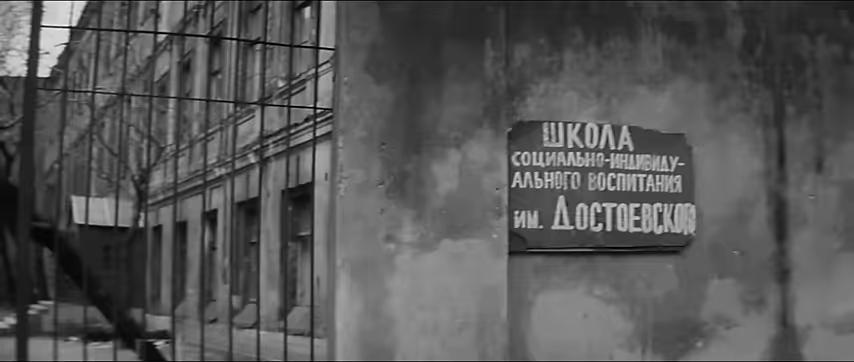 ШКОЛА
СОЦИАЛЬНО-ИНДИВИДУ-
АЛЬНОГО ВОСПИТАНИЯ
ИМ. ДОСТОЕВСКОГО